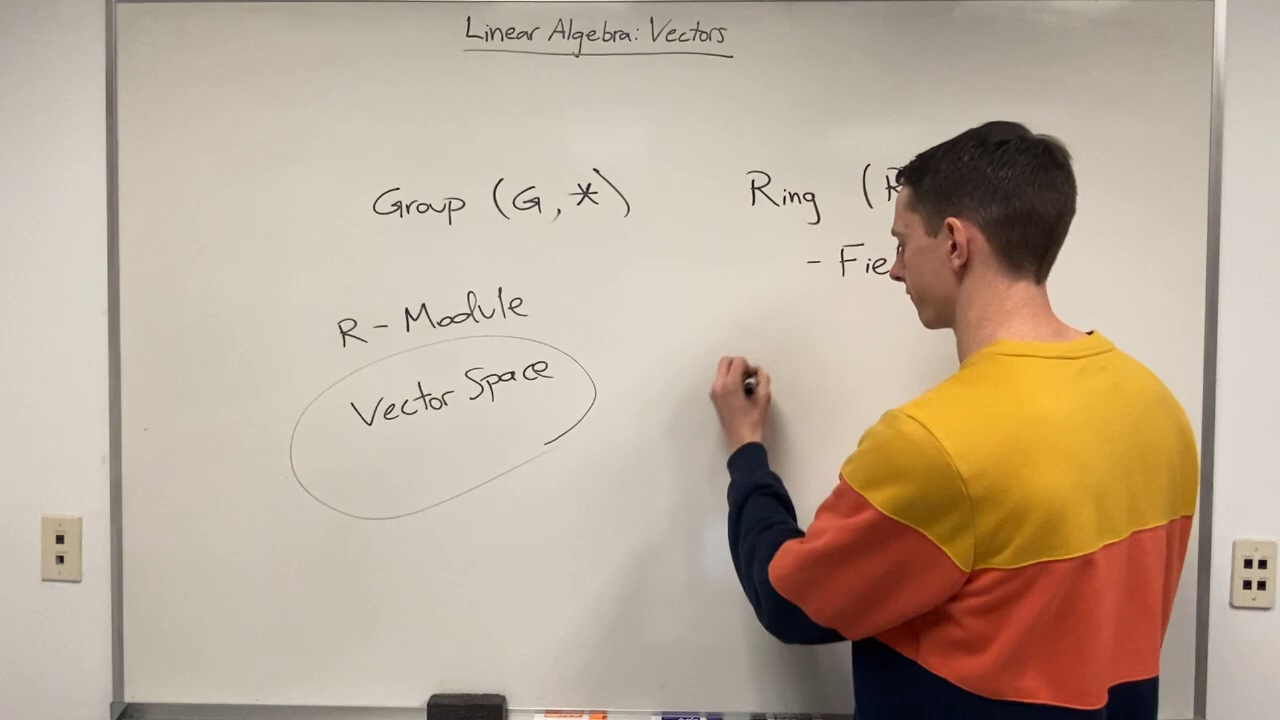 Linear Algebra: Vectors
Group (G, *)
Ring (R
- Fie
R - Module
Vector Space